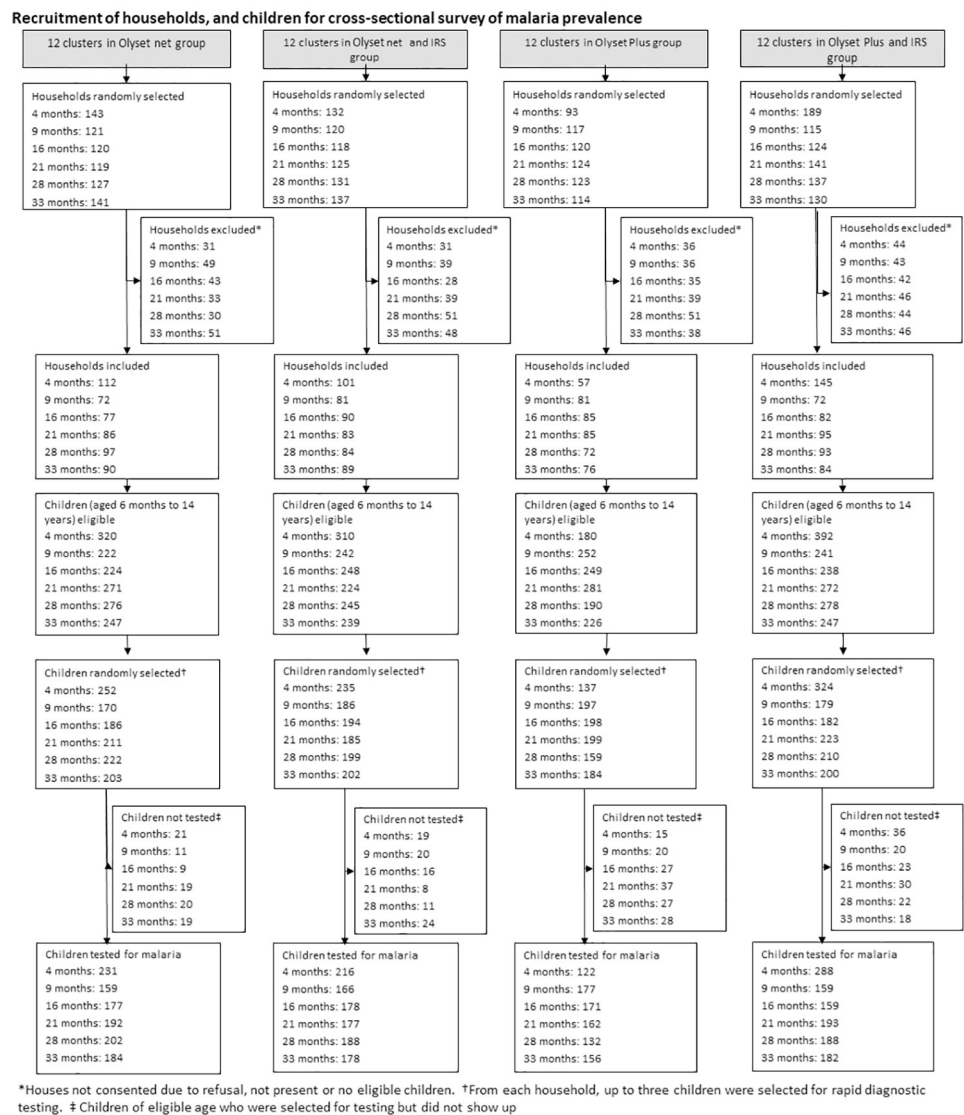 Recruitment of households, and children for cross-sectional survey of malaria prevalence
12 clusters in Olyset net group
Households randomly selected
4 months: 143
9 months: 121
16 months: 120
21 months: 119
28 months: 127
33 months: 141
Households excluded*
4 months: 31
9 months: 49
16 months: 43
21 months: 33
28 months: 30
33 months: 51
Households included
4 months: 112
9 months: 72
16 months: 77
21 months: 86
28 months: 97
33 months: 90
Children (aged 6 months to 14
years) eligible
4 months: 320
9 months: 222
16 months: 224
21 months: 271
28 months: 276
33 months: 247
Children randomly selected†
4 months: 252
9 months: 170
16 months: 186
21 months: 211
28 months: 222
33 months: 203
Children not tested‡
4 months: 21
9 months: 11
16 months: 9
21 months: 19
28 months: 20
33 months: 19
Children tested for malaria
4 months: 231
9 months: 159
16 months: 177
21 months: 192
28 months: 202
33 months: 184
12 clusters in Olyset net and IRS
group
Households randomly selected
4 months: 132
9 months: 120
16 months: 118
21 months: 125
28 months: 131
33 months: 137
Households excluded*
4 months: 31
9 months: 39
16 months: 28
21 months: 39
28 months: 51
33 months: 48
Households included
4 months: 101
9 months: 81
16 months: 90
21 months: 83
28 months: 84
33 months: 89
Children (aged 6 months to 14
years) eligible
4 months: 310
9 months: 242
16 months: 248
21 months: 224
28 months: 245
33 months: 239
Children randomly selected†
4 months: 235
9 months: 186
16 months: 194
21 months: 185
28 months: 199
33 months: 202
Children not tested‡
4 months: 19
9 months: 20
16 months: 16
21 months: 8
28 months: 11
33 months: 24
Children tested for malaria
4 months: 216
9 months: 166
16 months: 178
21 months: 177
28 months: 188
33 months: 178
12 clusters in Olyset Plus group
Households randomly selected
4 months: 93
9 months: 117
16 months: 120
21 months: 124
28 months: 123
33 months: 114
Households excluded*
4 months: 36
9 months: 36
16 months: 35
21 months: 39
28 months: 51
33 months: 38
Households included
4 months: 57
9 months: 81
16 months: 85
21 months: 85
28 months: 72
33 months: 76
Children (aged 6 months to 14
years) eligible
4 months: 180
9 months: 252
16 months: 249
21 months: 281
28 months: 190
33 months: 226
Children randomly selected†
4 months: 137
9 months: 197
16 months: 198
21 months: 199
28 months: 159
33 months: 184
Children not tested‡
4 months: 15
9 months: 20
16 months: 27
21 months: 37
28 months: 27
33 months: 28
Children tested for malaria
4 months: 122
9 months: 177
16 months: 171
21 months: 162
28 months: 132
33 months: 156
12 clusters in Olyset Plus and IRS
group
Households randomly selected
4 months: 189
9 months: 115
16 months: 124
21 months: 141
28 months: 137
33 months: 130
Households excluded*
4 months: 44
9 months: 43
16 months: 42
21 months: 46
28 months: 44
33 months: 46
Households included
4 months: 145
9 months: 72
16 months: 82
21 months: 95
28 months: 93
33 months: 84
Children (aged 6 months to 14
years) eligible
4 months: 392
9 months: 241
16 months: 238
21 months: 272
28 months: 278
33 months: 247
Children randomly selected†
4 months: 324
9 months: 179
16 months: 182
21 months: 223
28 months: 210
33 months: 200
Children not tested‡
4 months: 36
9 months: 20
16 months: 23
21 months: 30
28 months: 22
33 months: 18
Children tested for malaria
4 months: 288
9 months: 159
16 months: 159
21 months: 193
28 months: 188
33 months: 182
*Houses not consented due to refusal, not present or no eligible children. †From each household, up to three children were selected for rapid diagnostic
testing. ‡ Children of eligible age who were selected for testing but did not show up